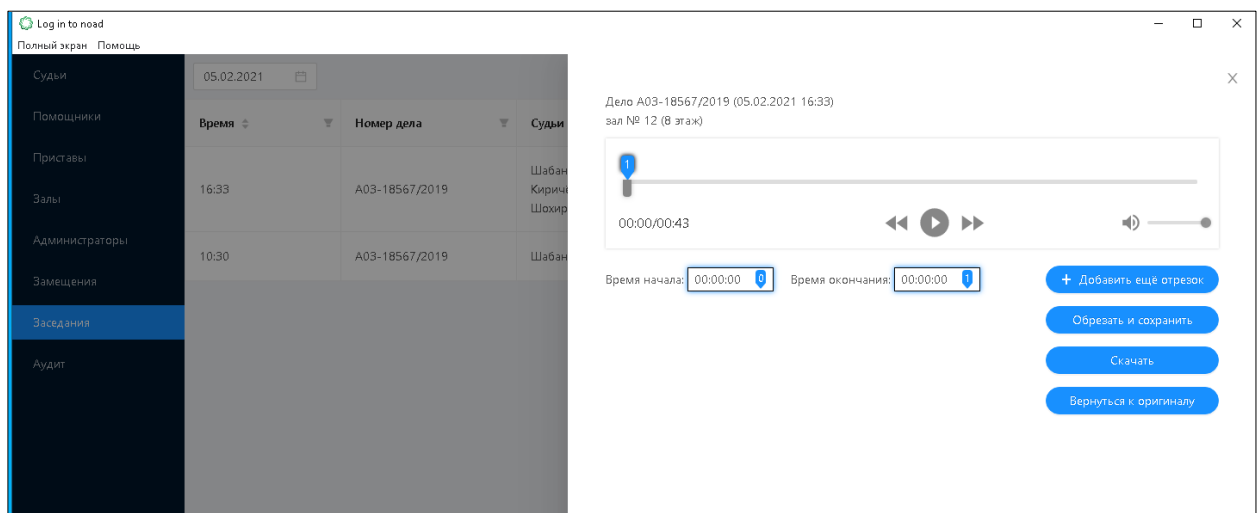 Log in to noad
Полный экран Помощь
Судьи
Помощники
Приставы
Залы
Администраторы
Замещения
Заседания
Аудит
05.02.2021
Время Номер дела Судьи
16:33 А03-18567/2019 Шабан
Кирич
Шохир
10:30 А03-18567/2019 Шабан
Дело А03-18567/2019 (05.02.2021 16:33)
зал № 12 (8 этаж)
1
00:00/00:43
Время начала: 00:00:00 0 Время окончания: 00:00:00 1
+ Добавить ещё отрезок
Обрезать и сохранить
Скачать
Вернуться к оригиналу